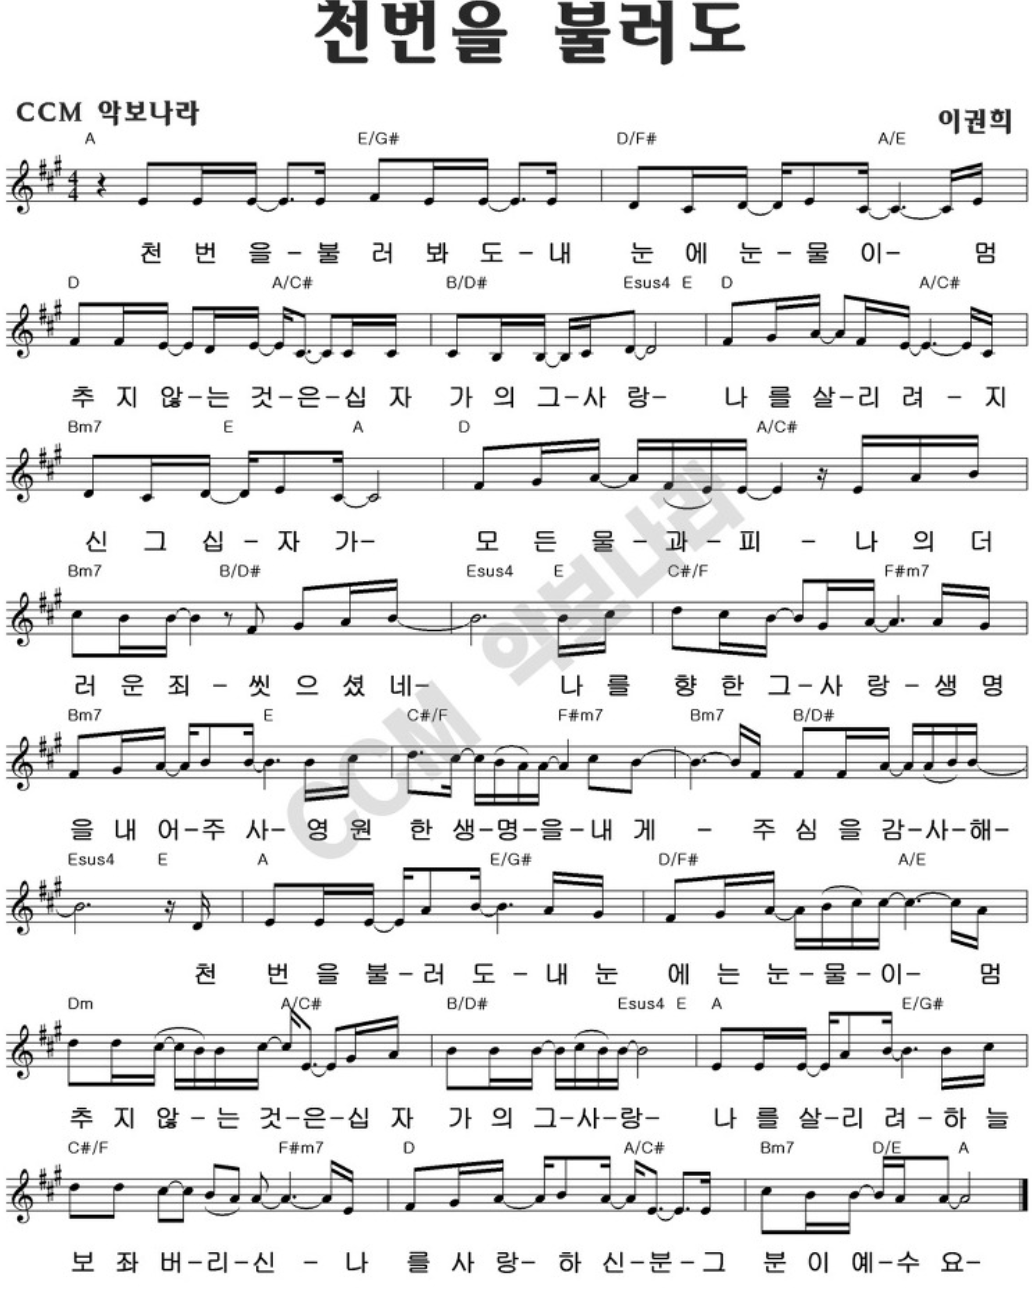 천번을 불러도
CCM 악보나라
이권희
A E/G# D/F# A/E
천 번 을-불 러 봐 도-내 눈 에 눈-물 이- 멈
D A/C# B/D# Esus4 E D A/C#
추 지 않-는 것-은-십 자 가 의 그-사 랑- 나 를 살-리 려 - 지
Bm7 E A D A/C#
신 그 십-자 가- 모 든 물-과-피 - 나 의 더
Bm7 B/D# Esus4 E C#/F F#m7
러 운 죄 - 씻 으 셨 네- 나 를 향 한 그-사 랑-생 명
Bm7 E C#/F F#m7 Bm7 B/D#
을 내 어-주 사- 영 원 한 생-명-을-내 게 - 주 심 을 감-사-해-
Esus4 E A E/G# D/F# A/E
천 번 을 불-러 도-내 눈 에 는 눈-물-이- 멈
Dm A/C# B/D# Esus4 E A E/G#
추 지 않-는 것-은-십 자 가 의 그-사-랑- 나 를 살-리 려-하 늘
C#/F F#m7 D A/C# Bm7 D/E A
보 좌 버-리-신 - 나 를 사 랑-하 신-분-그 분 이 예-수 요-
CCM 악보나라